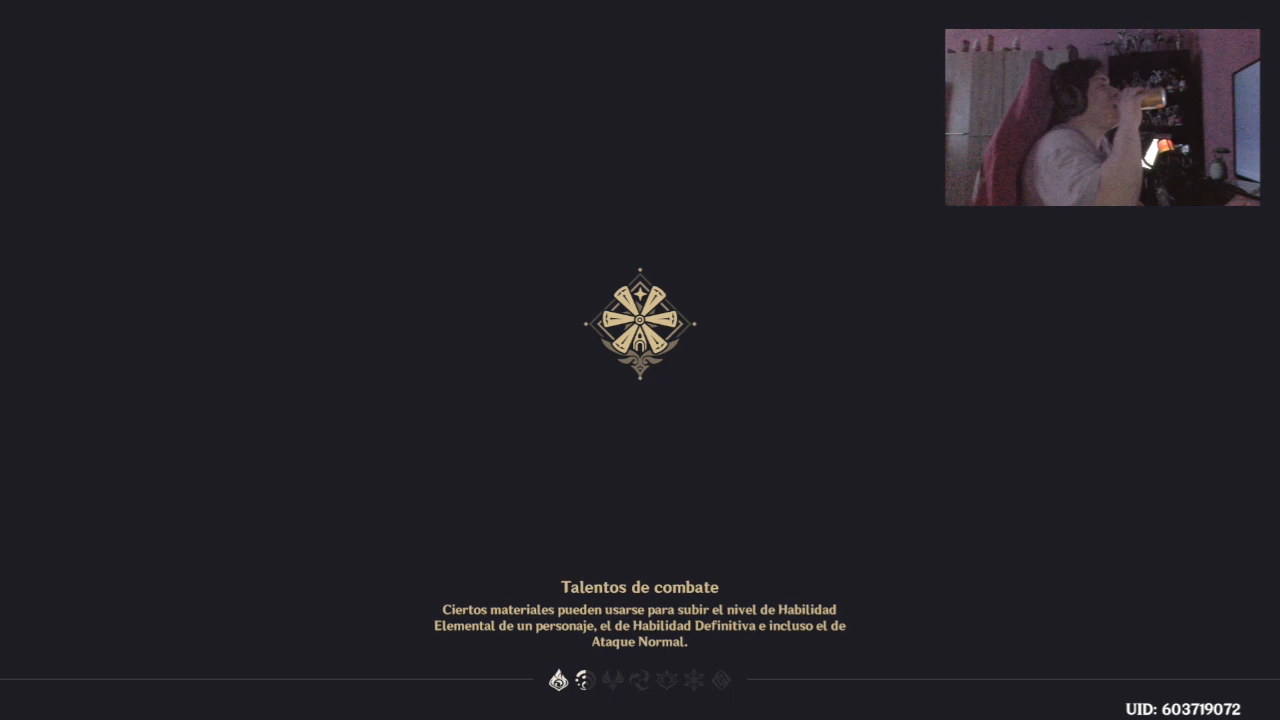 Talentos de combate
Ciertos materiales pueden usarse para subir el nivel de Habilidad
Elemental de un personaje, el de Habilidad Definitiva e incluso el de
Ataque Normal.
UID: 603719072